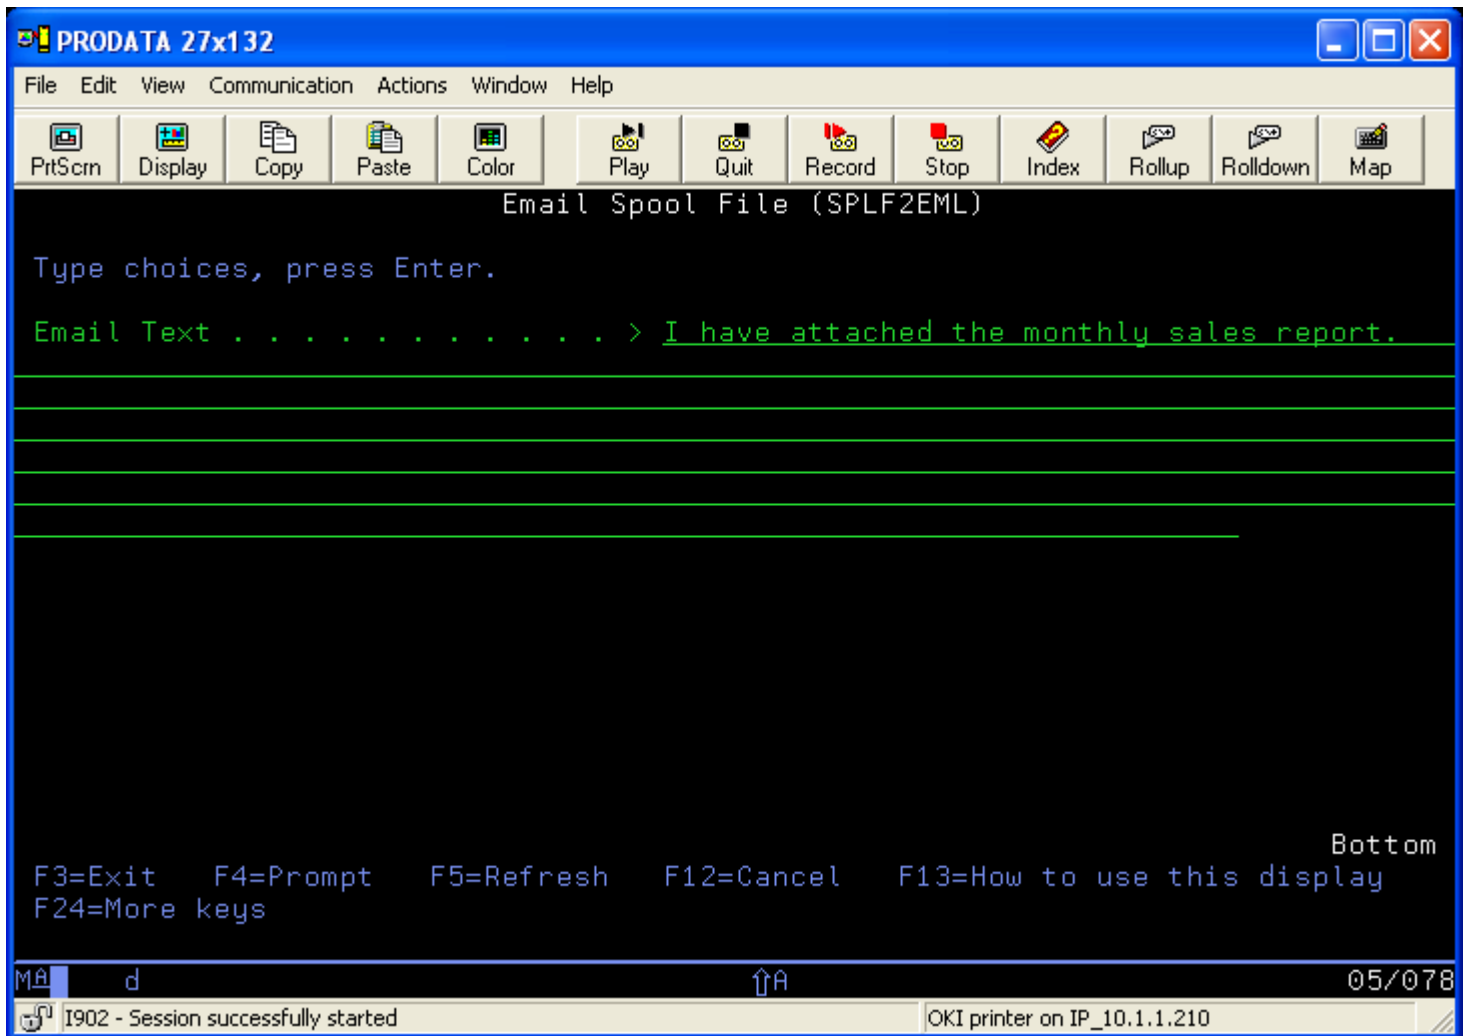 PRODATA 27x132
File Edit View Communication Actions Window Help
PrtScrn Display Copy Paste Color Play Quit Record Stop Index Rollup Rolldown Map
Email Spool File (SPLF2EML)
Type choices, press Enter.
Email Text . . . . . . . . . . . > I have attached the monthly sales report.
Bottom
F3=Exit F4=Prompt F5=Refresh F12=Cancel F13=How to use this display
F24=More keys
MA d ⇧A 05/078
I902 - Session successfully started OKI printer on IP_10.1.1.210